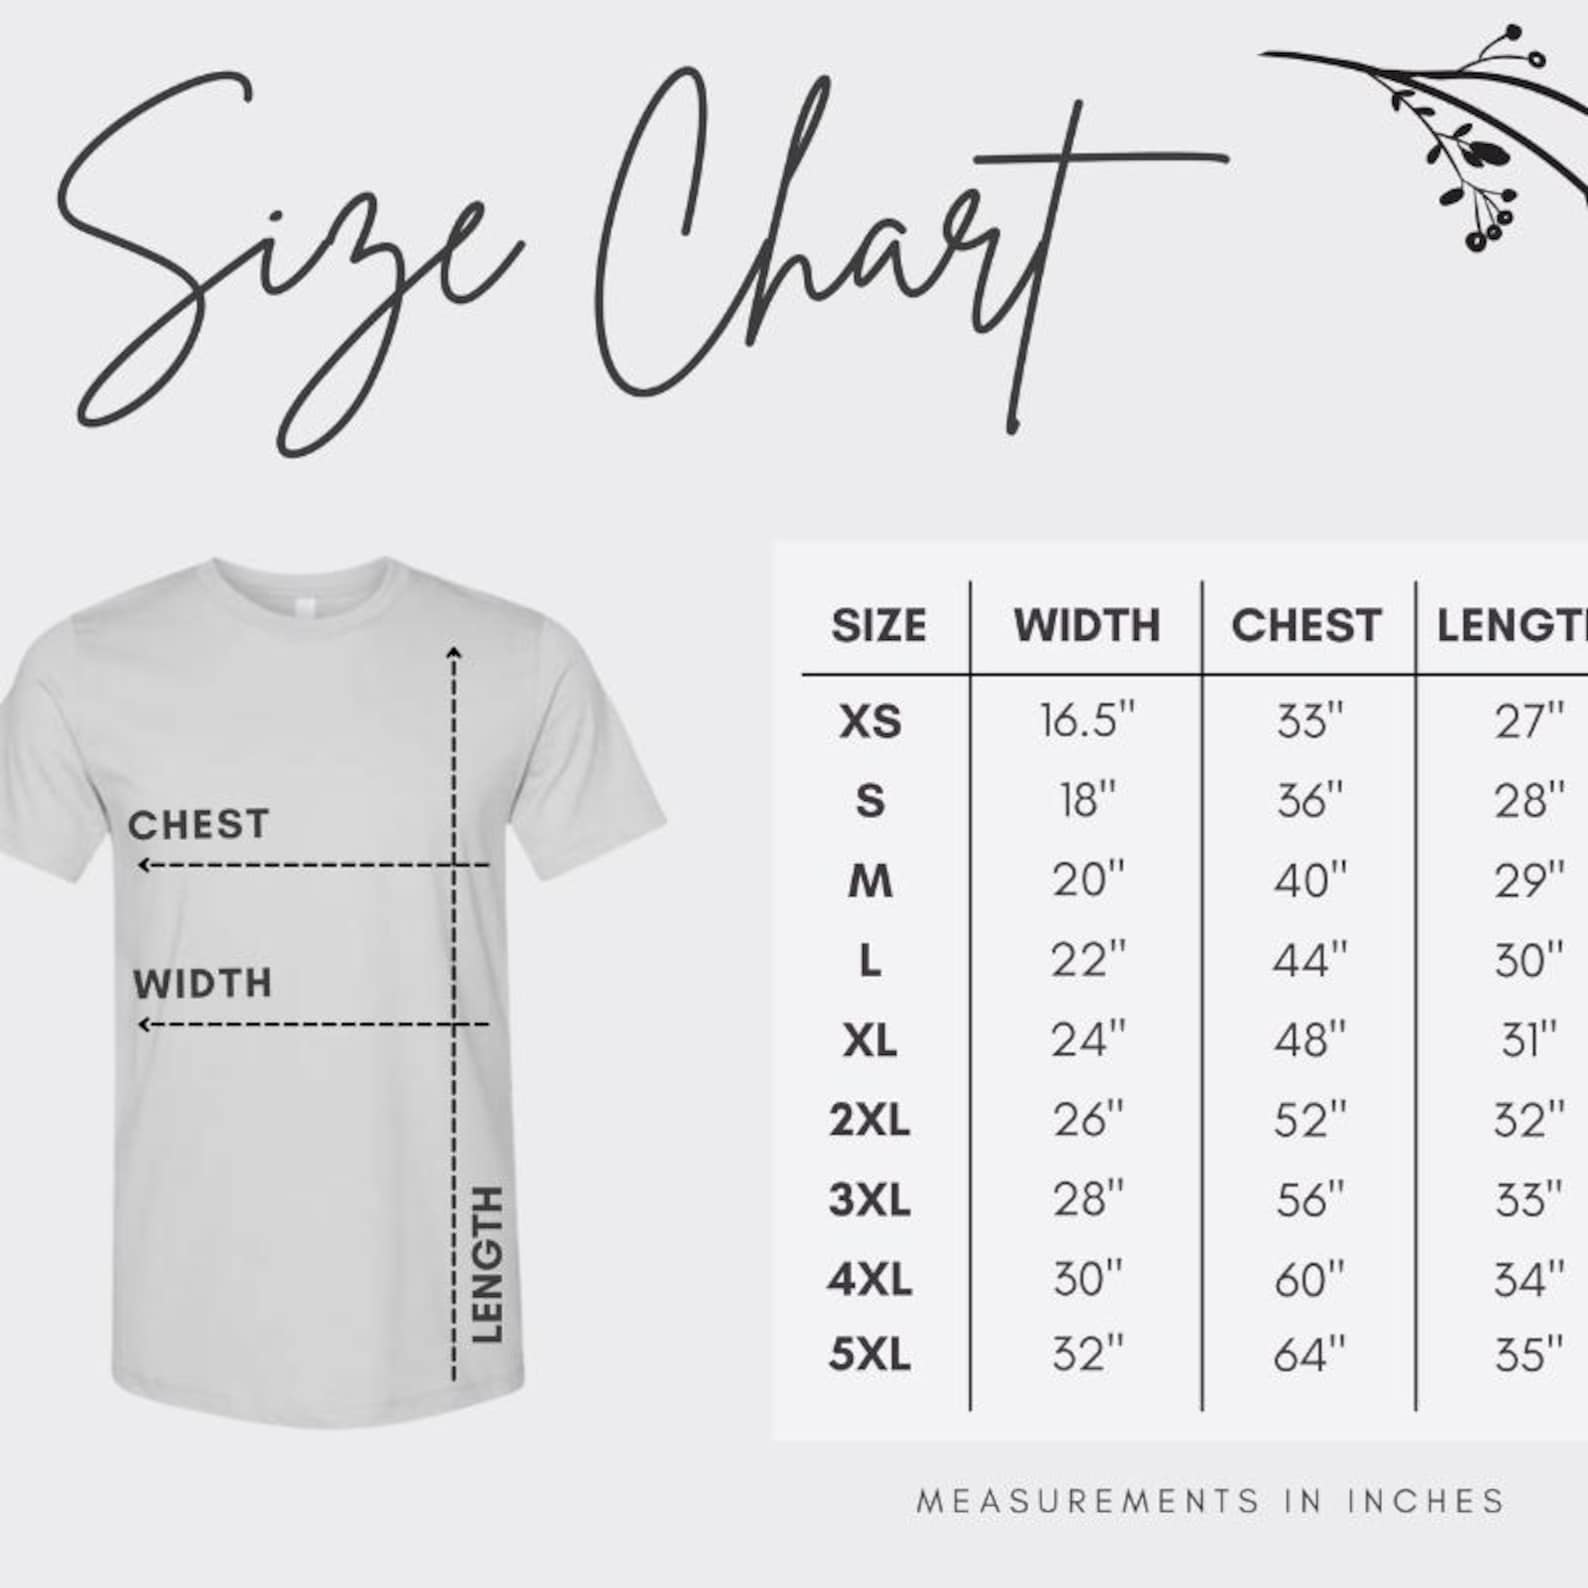 Size Chart
CHEST
WIDTH
LENGTH
SIZE WIDTH CHEST LENGT
XS 16.5" 33" 27"
S 18" 36" 28"
M 20" 40" 29"
L 22" 44" 30"
XL 24" 48" 31"
2XL 26" 52" 32"
3XL 28" 56" 33"
4XL 30" 60" 34"
5XL 32" 64" 35"
MEASUREMENTS IN INCHES